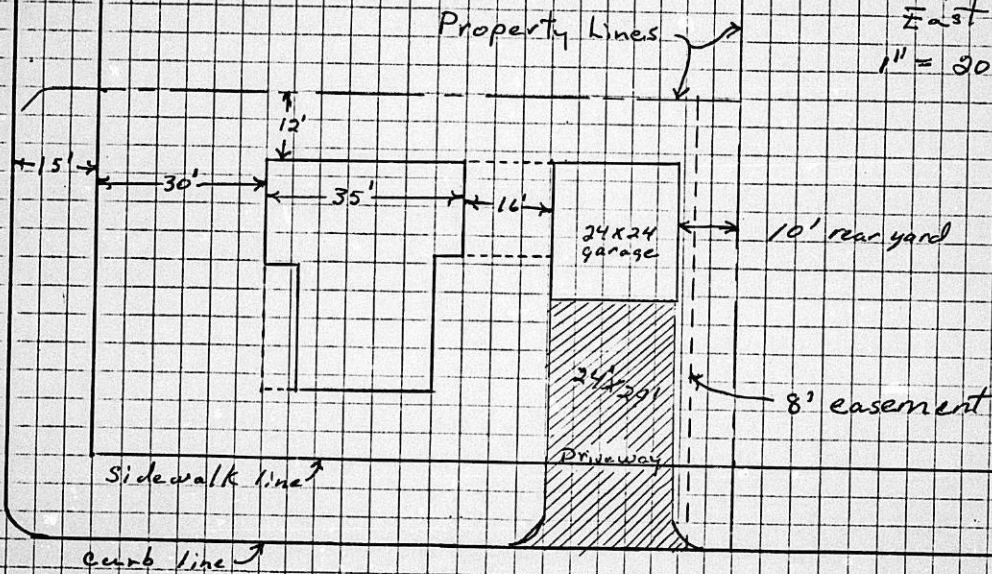 Property Lines
East
1" = 20
12'
15'
30'
35'
16'
24x24
garage
10' rear yard
8' easement
Driveway
Sidewalk line
curb line